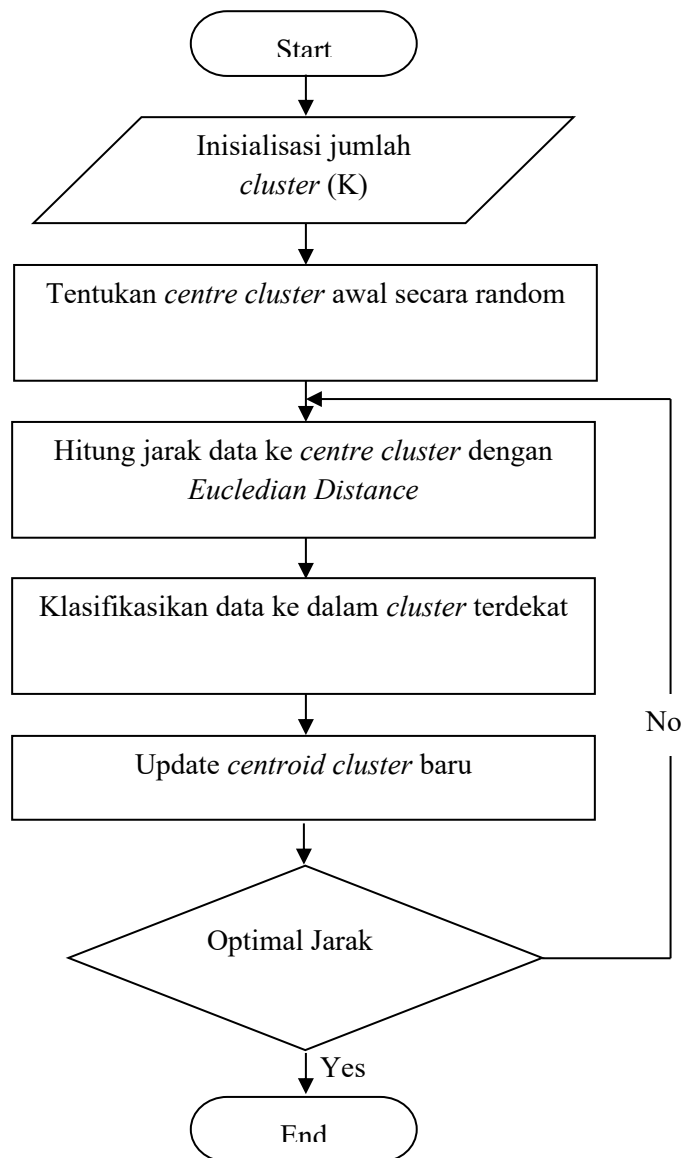 Start
Inisialisasi jumlah
cluster (K)
Tentukan centre cluster awal secara random
Hitung jarak data ke centre cluster dengan
Eucledian Distance
Klasifikasikan data ke dalam cluster terdekat
No
Update centroid cluster baru
Optimal Jarak
Yes
End